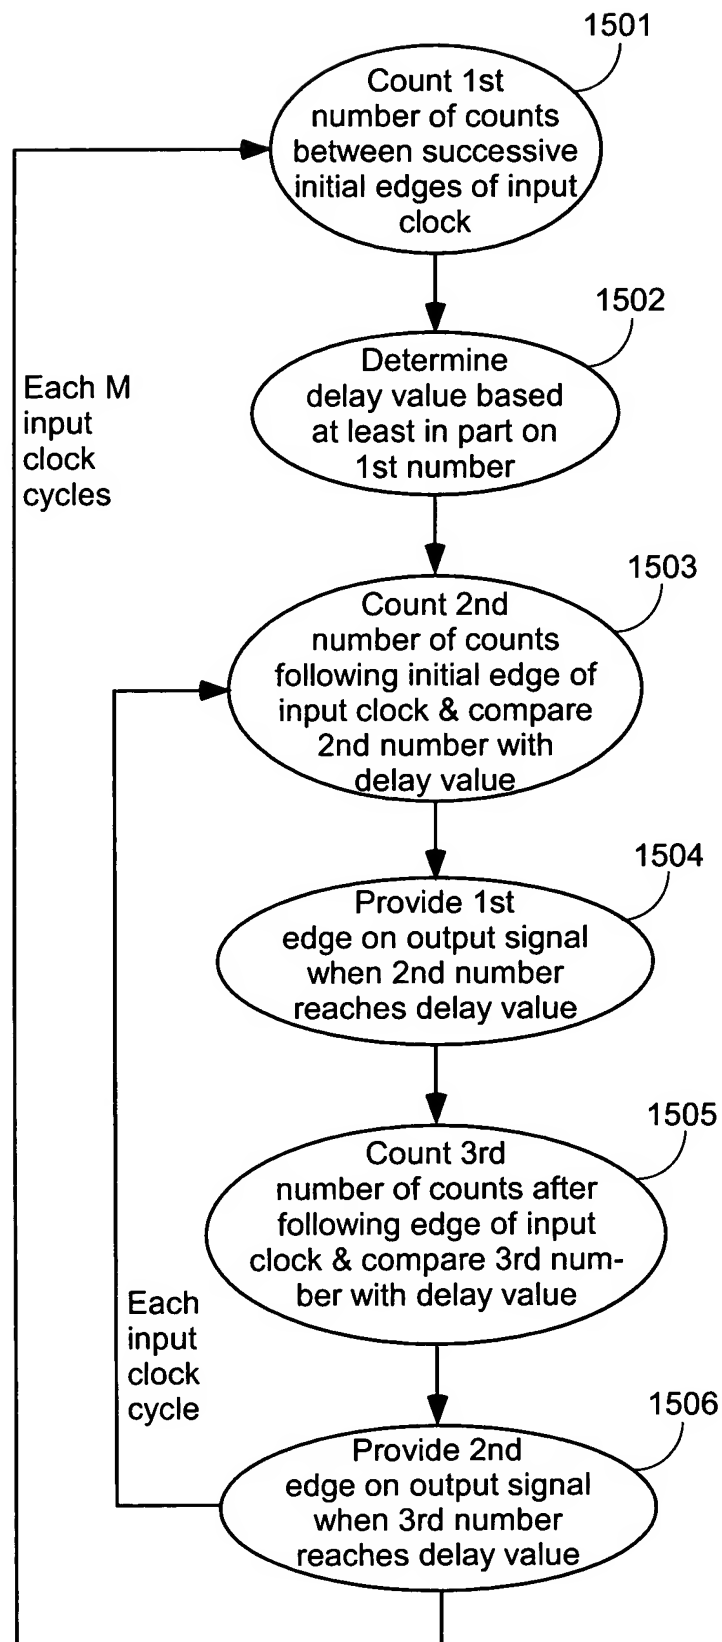 1501
Count 1st
number of counts
between successive
initial edges of input
clock
1502
Determine
delay value based
at least in part on
1st number
Each M
input
clock
cycles
1503
Count 2nd
number of counts
following initial edge of
input clock & compare
2nd number with
delay value
1504
Provide 1st
edge on output signal
when 2nd number
reaches delay value
1505
Count 3rd
number of counts after
following edge of input
clock & compare 3rd num-
ber with delay value
Each
input
clock
cycle
1506
Provide 2nd
edge on output signal
when 3rd number
reaches delay value